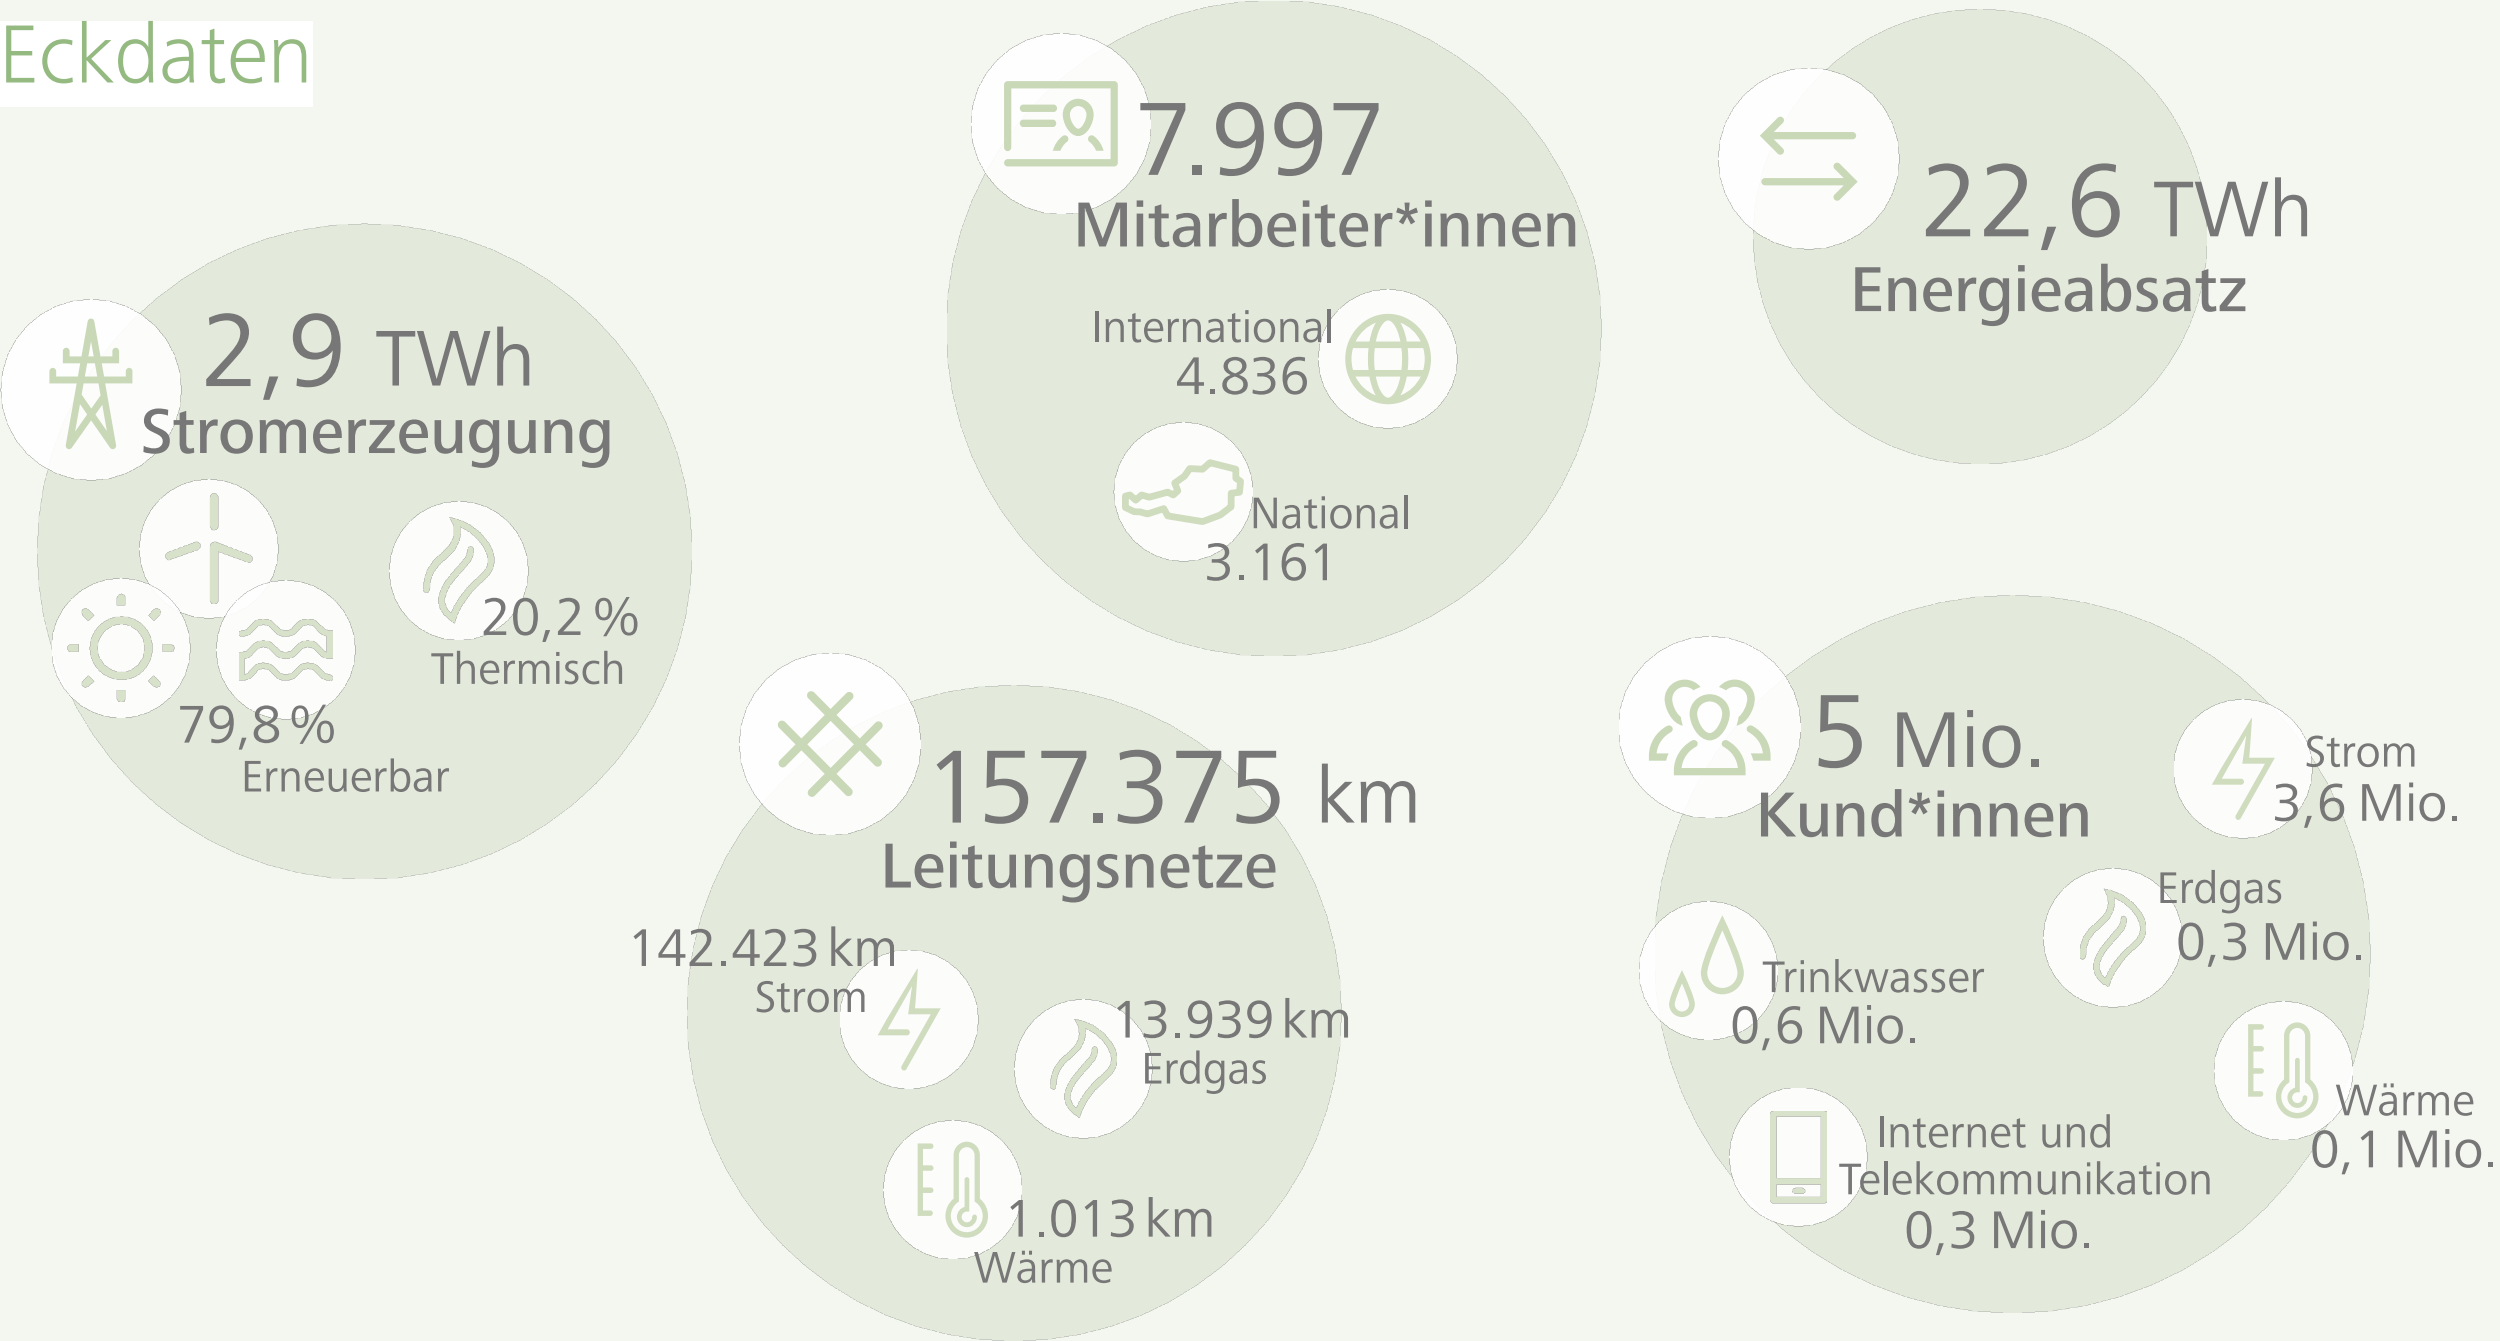 Eckdaten
2,9 TWh
Stromerzeugung
20,2 %
Thermisch
79,8 %
Erneuerbar
7.997
Mitarbeiter*innen
International
4.836
National
3.161
22,6 TWh
Energieabsatz
157.375 km
Leitungsnetze
142.423 km
Strom
13.939 km
Erdgas
1.013 km
Wärme
5 Mio.
Kund*innen
Strom
3,6 Mio.
Erdgas
0,3 Mio.
Trinkwasser
0,6 Mio.
Wärme
0,1 Mio.
Internet und
Telekommunikation
0,3 Mio.